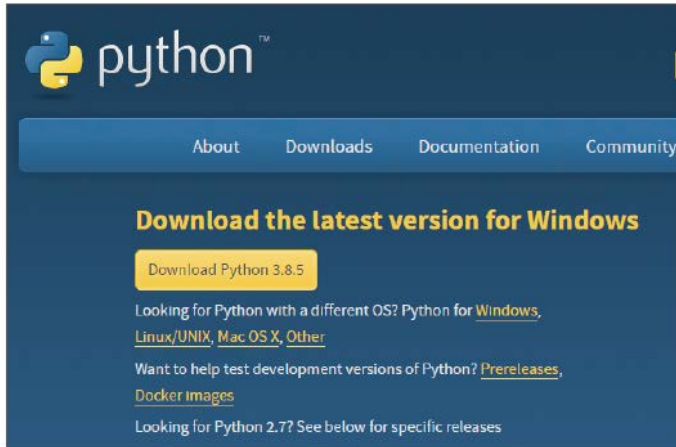 python™
About Downloads Documentation Community
Download the latest version for Windows
Download Python 3.8.5
Looking for Python with a different OS? Python for Windows,
Linux/UNIX, Mac OS X, Other
Want to help test development versions of Python? Prereleases,
Docker images
Looking for Python 2.7? See below for specific releases